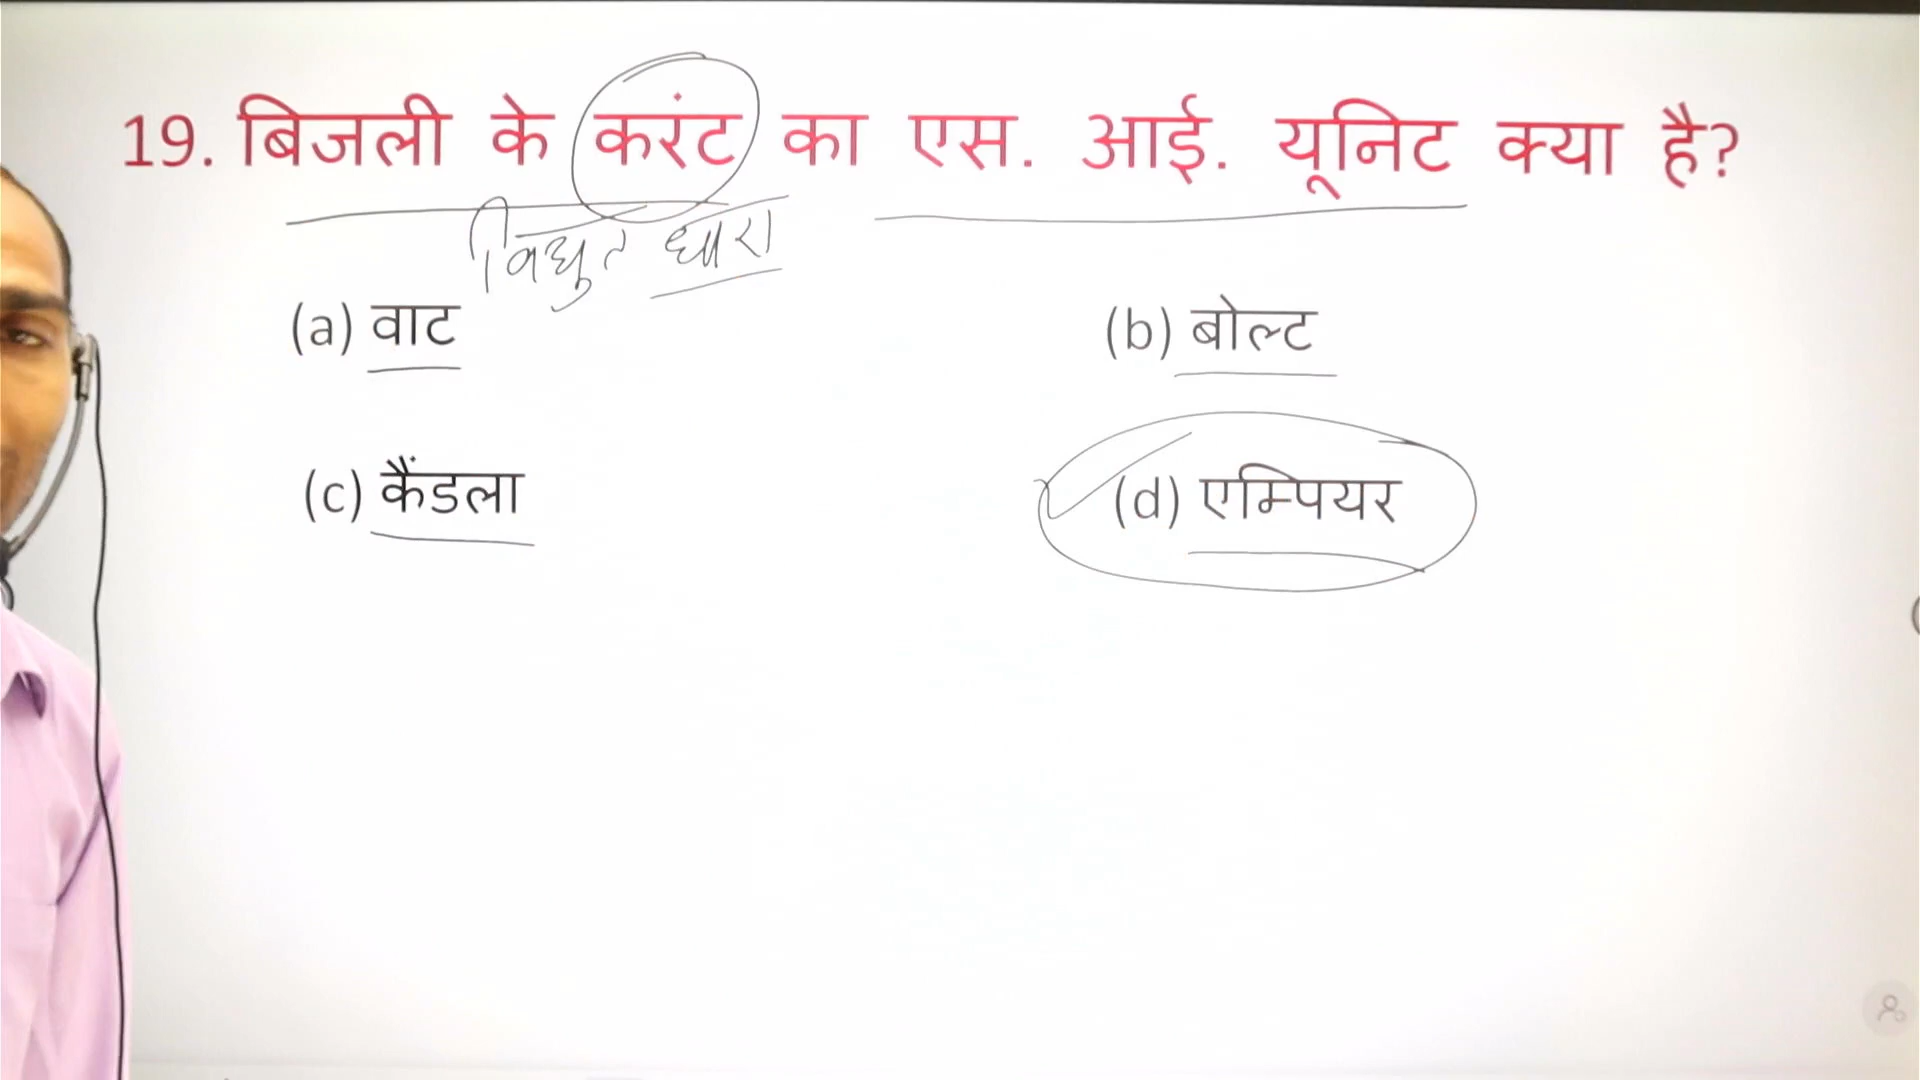 19. बिजली के करंट का एस. आई. यूनिट क्या है?
विधुत धारा
(a) वाट
(b) बोल्ट
(c) कैंडला
(d) एम्पियर